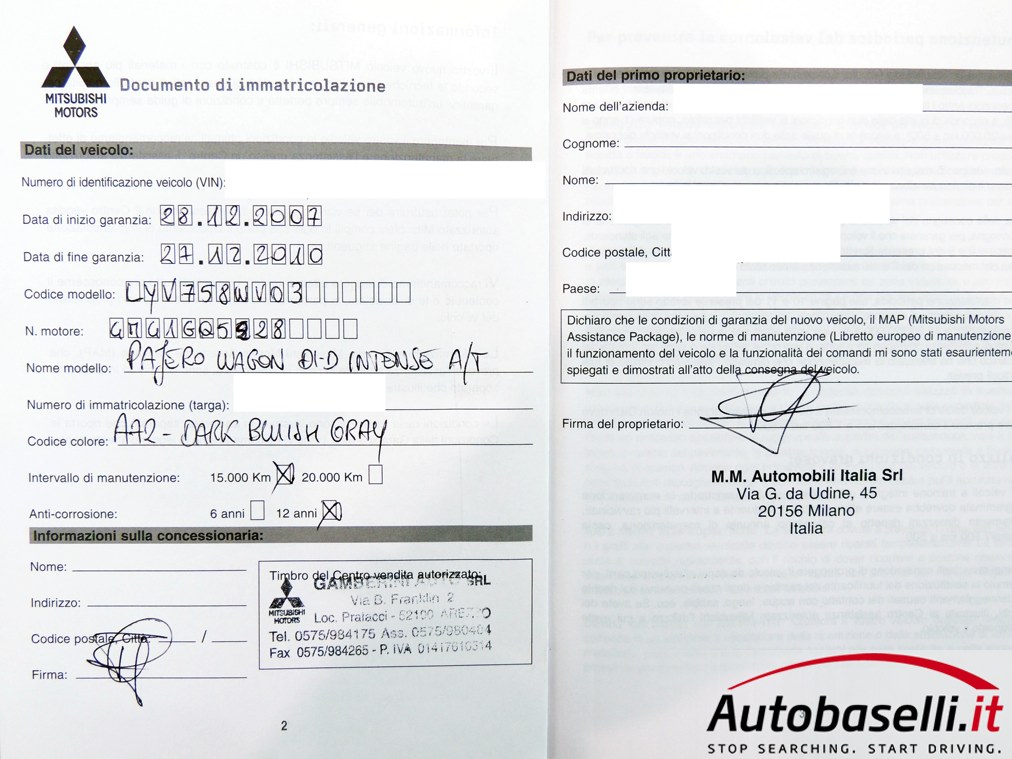 MITSUBISHI
MOTORS
Documento di immatricolazione
Dati del veicolo:
Numero di identificazione veicolo (VIN):
Data di inizio garanzia: 28.12.2007
Data di fine garanzia: 27.12.2010
Codice modello: LYV758WVO3
N. motore:
Nome modello: PAJERO WAGON DI-D INTENSE A/T
Numero di immatricolazione (targa):
Codice colore: A42 - DARK BLUISH GRAY
Intervallo di manutenzione: 15.000 Km 20.000 Km
Anti-corrosione: 6 anni 12 anni
Informazioni sulla concessionaria:
Nome:
Indirizzo:
Codice postale, Città /
Firma:
Timbro del Centro vendita autorizzato:
SRL
MITSUBISHI
MOTORS
Via B. Franklin 2
Loc. Pratacci - 52100 AREZZO
Tel. 0575/984175 Ass.
Fax 0575/984265 - P. IVA
2
Dati del primo proprietario:
Nome dell'azienda:
Cognome:
Nome:
Indirizzo:
Codice postale, Citt
Paese:
Dichiaro che le condizioni di garanzia del nuovo veicolo, il MAP (Mitsubishi Motors
Assistance Package), le norme di manutenzione (Libretto europeo di manutenzione
il funzionamento del veicolo e la funzionalità dei comandi mi sono stati esaurienteme
spiegati e dimostrati all'atto della consegna del veicolo.
Firma del proprietario:
M.M. Automobili Italia Srl
Via G. da Udine, 45
20156 Milano
Italia
Autobaselli.it
STOP SEARCHING. START DRIVING.